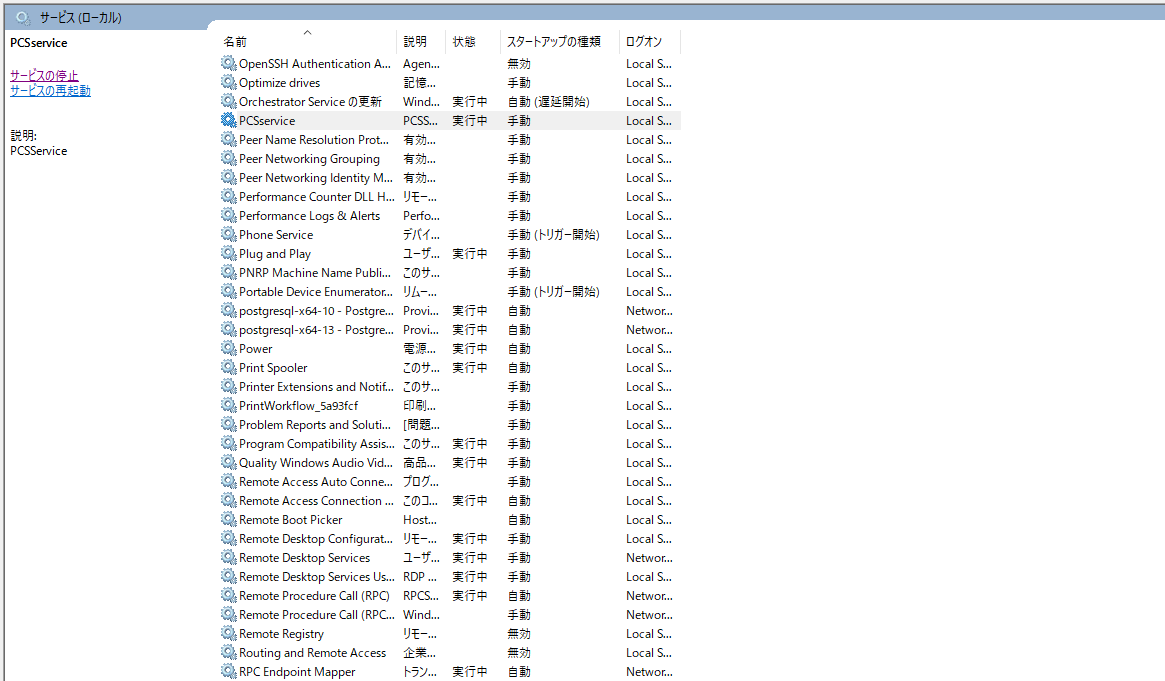 サービス (ローカル)
PCSservice
サービスの停止
サービスの再起動
説明:
PCSService
名前 説明 状態 スタートアップの種類 ログオン
OpenSSH Authentication A... Agen... 無効 Local S...
Optimize drives 記憶... 手動 Local S...
Orchestrator Service の更新 Wind... 実行中 自動 (遅延開始) Local S...
PCSservice PCSS... 実行中 手動 Local S...
Peer Name Resolution Prot... 有効... 手動 Local S...
Peer Networking Grouping 有効... 手動 Local S...
Peer Networking Identity M... 有効... 手動 Local S...
Performance Counter DLL H... リモー... 手動 Local S...
Performance Logs & Alerts Perfo... 手動 Local S...
Phone Service デバイ... 手動 (トリガー開始) Local S...
Plug and Play ユーザ... 実行中 手動 Local S...
PNRP Machine Name Publi... このサ... 手動 Local S...
Portable Device Enumerator... リムー... 手動 (トリガー開始) Local S...
postgresql-x64-10 - Postgre... Provi... 実行中 自動 Networ...
postgresql-x64-13 - Postgre... Provi... 実行中 自動 Networ...
Power 電源... 実行中 自動 Local S...
Print Spooler このサ... 実行中 自動 Local S...
Printer Extensions and Notif... このサ... 手動 Local S...
PrintWorkflow_5a93fcf 印刷... 手動 Local S...
Problem Reports and Soluti... [問題... 手動 Local S...
Program Compatibility Assis... このサ... 実行中 手動 Local S...
Quality Windows Audio Vid... 高品... 実行中 手動 Local S...
Remote Access Auto Conne... プログ... 手動 Local S...
Remote Access Connection ... このコ... 実行中 自動 Local S...
Remote Boot Picker Host... 自動 Local S...
Remote Desktop Configurat... リモー... 実行中 手動 Local S...
Remote Desktop Services ユーザ... 実行中 手動 Networ...
Remote Desktop Services Us... RDP ... 実行中 手動 Local S...
Remote Procedure Call (RPC) RPCS... 実行中 自動 Networ...
Remote Procedure Call (RPC... Wind... 手動 Networ...
Remote Registry リモー... 無効 Local S...
Routing and Remote Access 企業... 無効 Local S...
RPC Endpoint Mapper トラン... 実行中 自動 Networ...